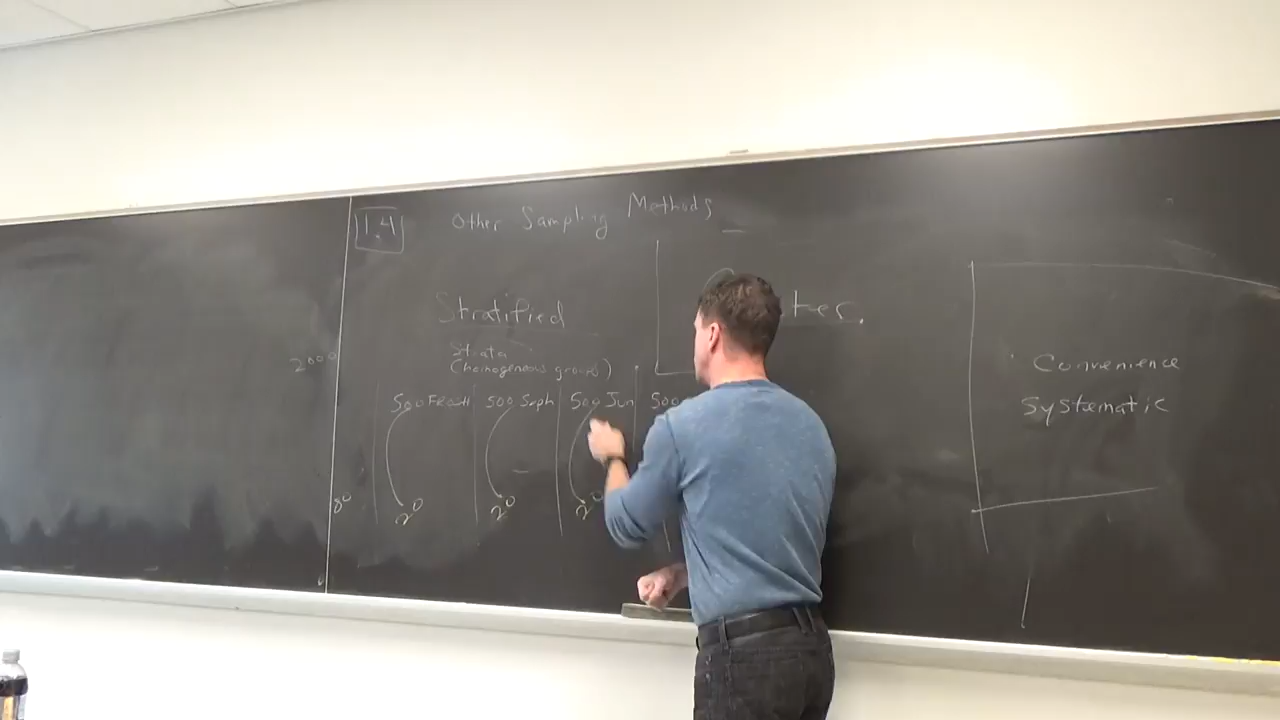 1.4 Other Sampling Methods
Stratified
Strata
(homogeneous groups)
2000
500 Fresh 500 Soph 500 Jun 500
80 20 20 20
Convenience
Systematic